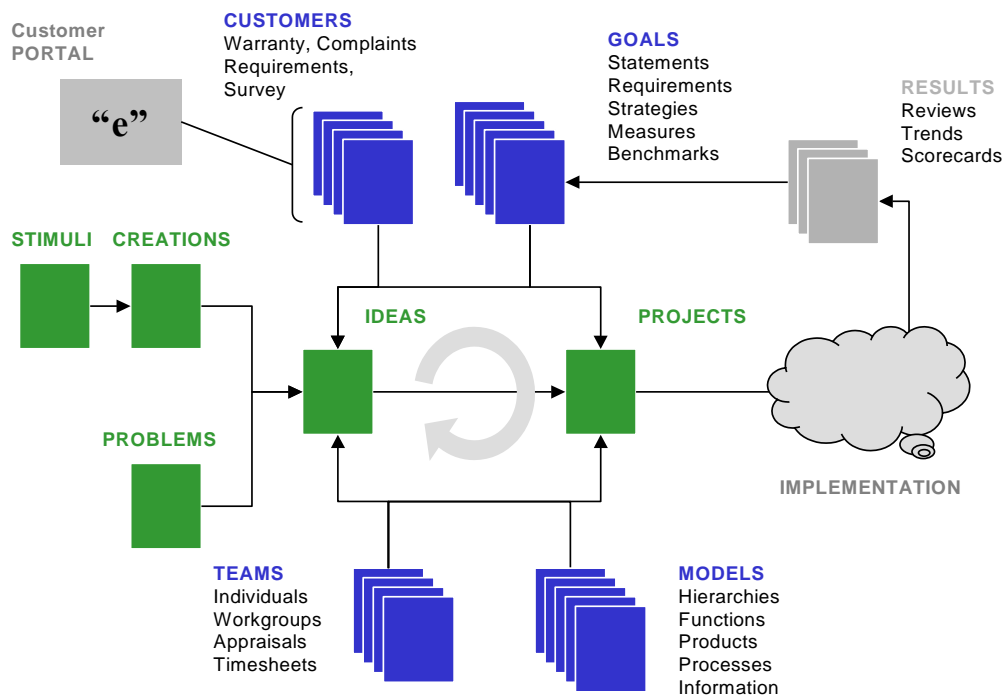 Customer
PORTAL
“e”
CUSTOMERS
Warranty, Complaints
Requirements,
Survey
GOALS
Statements
Requirements
Strategies
Measures
Benchmarks
RESULTS
Reviews
Trends
Scorecards
STIMULI
CREATIONS
IDEAS
PROJECTS
PROBLEMS
IMPLEMENTATION
TEAMS
Individuals
Workgroups
Appraisals
Timesheets
MODELS
Hierarchies
Functions
Products
Processes
Information